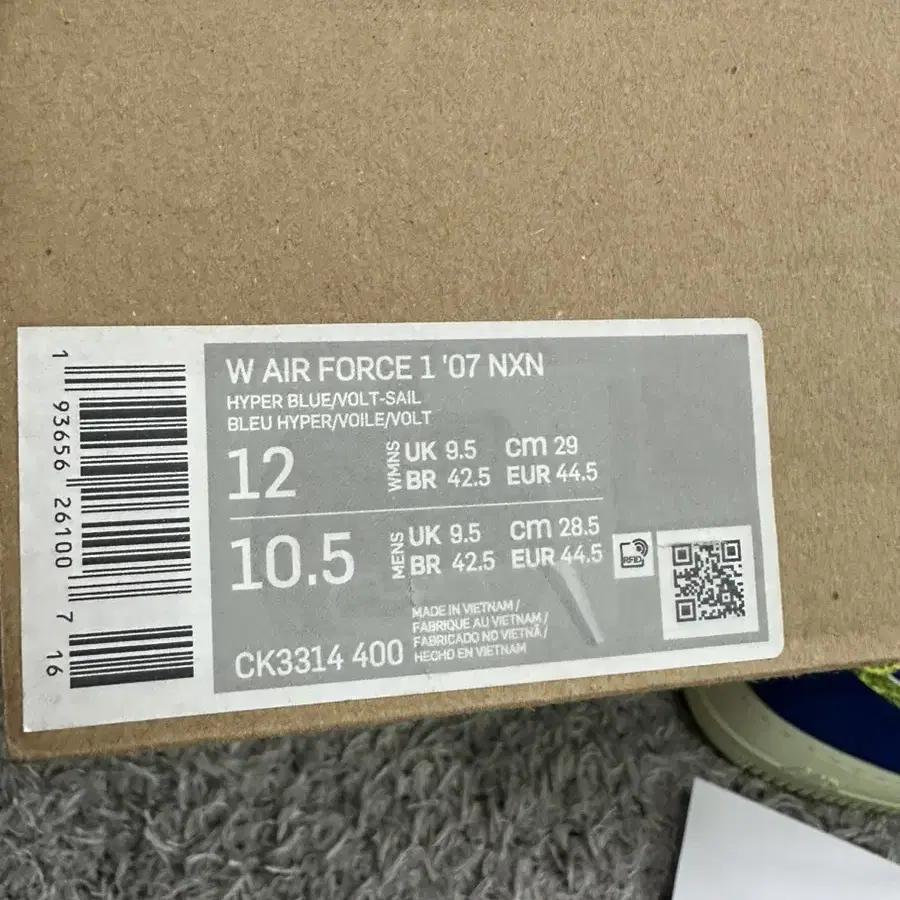 1 93656 26100 7 16
W AIR FORCE 1 '07 NXN
HYPER BLUE/VOLT-SAIL
BLEU HYPER/VOILE/VOLT
12 WMNS UK 9.5 cm 29
BR 42.5 EUR 44.5
10.5 MENS UK 9.5 cm 28.5
BR 42.5 EUR 44.5
RFID
MADE IN VIETNAM /
FABRIQUE AU VIETNAM /
FABRICADO NO VIETNÃ /
HECHO EN VIETNAM
CK3314 400